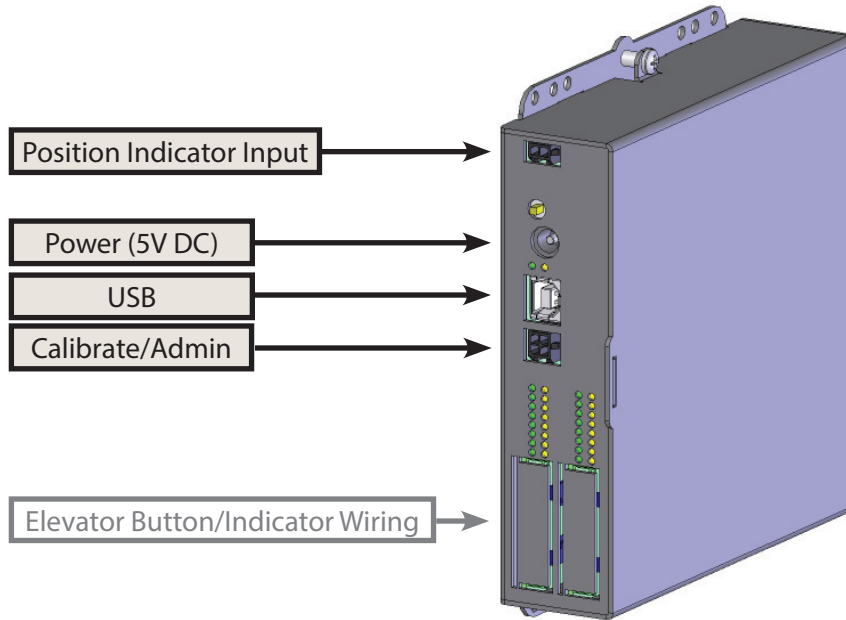 Position Indicator Input
Power (5V DC)
USB
Calibrate/Admin
Elevator Button/Indicator Wiring